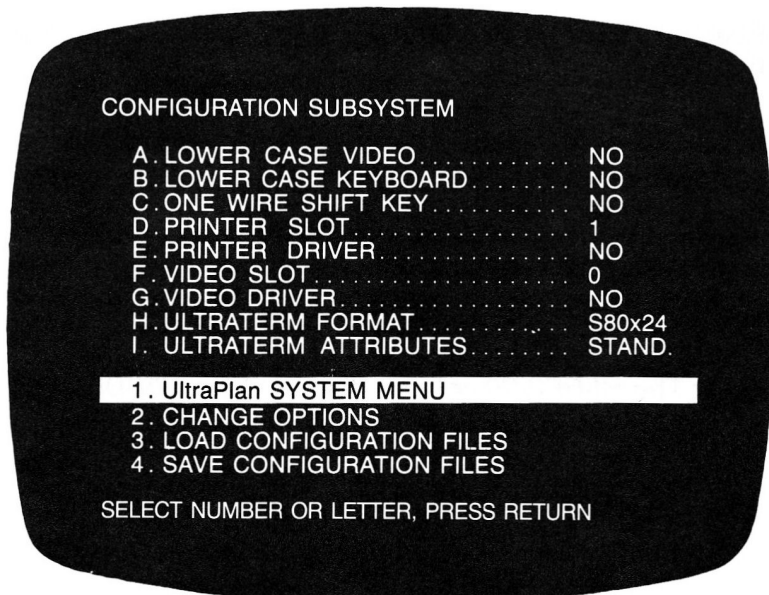 CONFIGURATION SUBSYSTEM
A. LOWER CASE VIDEO............. NO
B. LOWER CASE KEYBOARD........ NO
C. ONE WIRE SHIFT KEY........... NO
D. PRINTER SLOT.................. 1
E. PRINTER DRIVER................ NO
F. VIDEO SLOT..................... 0
G. VIDEO DRIVER................... NO
H. ULTRATERM FORMAT............ S80x24
I. ULTRATERM ATTRIBUTES........ STAND.
1. UltraPlan SYSTEM MENU
2. CHANGE OPTIONS
3. LOAD CONFIGURATION FILES
4. SAVE CONFIGURATION FILES
SELECT NUMBER OR LETTER, PRESS RETURN